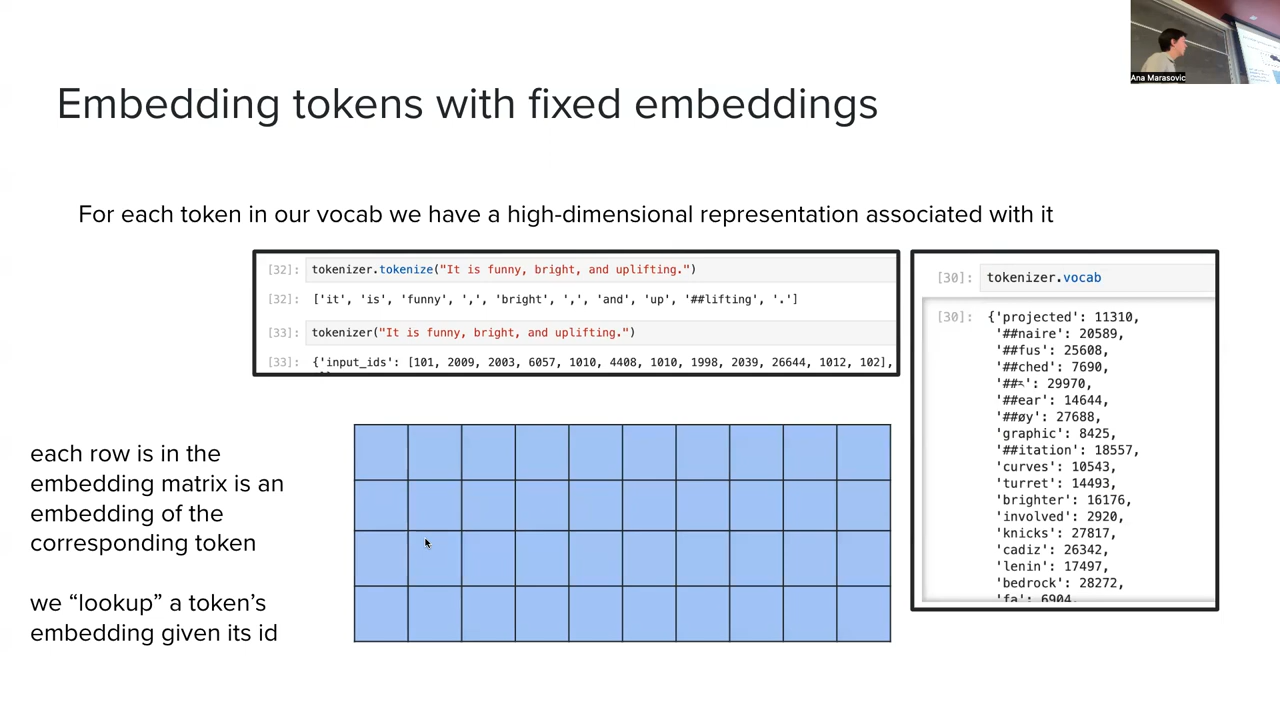 Ana Marasovic
Embedding tokens with fixed embeddings
For each token in our vocab we have a high-dimensional representation associated with it
[32]: tokenizer.tokenize("It is funny, bright, and uplifting.")
[32]: ['it', 'is', 'funny', ',', 'bright', ',', 'and', 'up', '##lifting', '.']
[33]: tokenizer("It is funny, bright, and uplifting.")
[33]: {'input_ids': [101, 2009, 2003, 6057, 1010, 4408, 1010, 1998, 2039, 26644, 1012, 102],
[30]: tokenizer.vocab
[30]: {'projected': 11310,
'##naire': 20589,
'##fus': 25608,
'##ched': 7690,
29970,
'##ear': 14644,
'##øy': 27688,
'graphic': 8425,
'##itation': 18557,
'curves': 10543,
'turret': 14493,
'brighter': 16176,
'involved': 2920,
'knicks': 27817,
'cadiz': 26342,
'lenin': 17497,
'bedrock': 28272,
'fa': 6904,
each row is in the
embedding matrix is an
embedding of the
corresponding token
we “lookup” a token’s
embedding given its id